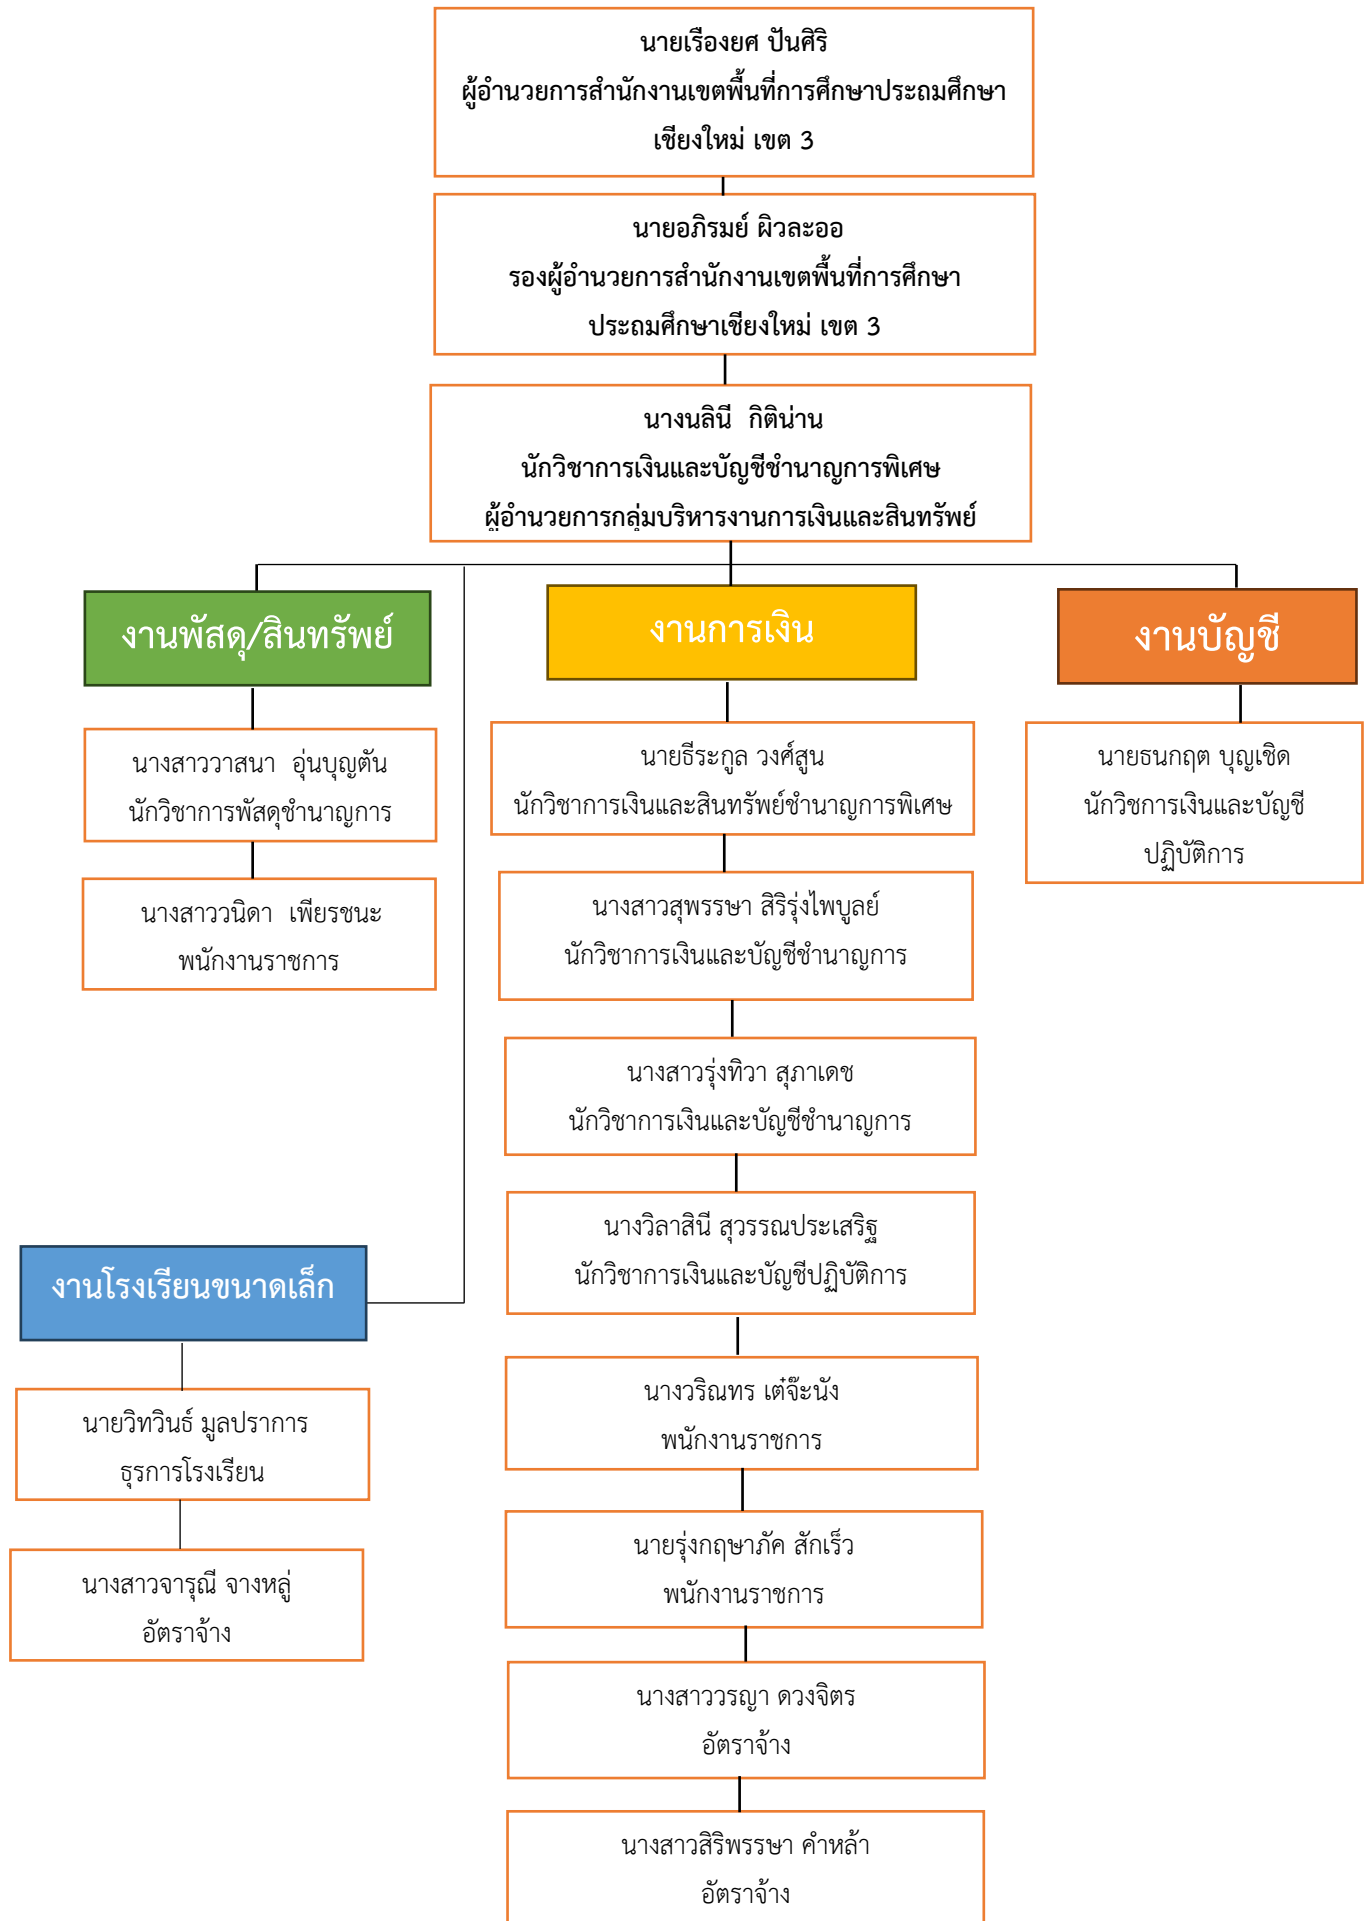 นายเรืองยศ ปันศิริ
ผู้อำนวยการสำนักงานเขตพื้นที่การศึกษาประถมศึกษา
เชียงใหม่ เขต 3
นายอภิรมย์ ผิวละออ
รองผู้อำนวยการสำนักงานเขตพื้นที่การศึกษา
ประถมศึกษาเชียงใหม่ เขต 3
นางนลินี กิติน่าน
นักวิชาการเงินและบัญชีชำนาญการพิเศษ
ผู้อำนวยการกลุ่มบริหารงานการเงินและสินทรัพย์
งานพัสดุ/สินทรัพย์
นางสาววาสนา อุ่นบุญตัน
นักวิชาการพัสดุชำนาญการ
นางสาววนิดา เพียรชนะ
พนักงานราชการ
งานการเงิน
นายธีระกูล วงศ์สูน
นักวิชาการเงินและสินทรัพย์ชำนาญการพิเศษ
นางสาวสุพรรษา สิริรุ่งไพบูลย์
นักวิชาการเงินและบัญชีชำนาญการ
นางสาวรุ่งทิวา สุภาเดช
นักวิชาการเงินและบัญชีชำนาญการ
นางวิลาสินี สุวรรณประเสริฐ
นักวิชาการเงินและบัญชีปฏิบัติการ
นางวริณทร เต๋จ๊ะนัง
พนักงานราชการ
นายรุ่งกฤษาภัค สักเร็ว
พนักงานราชการ
นางสาววรญา ดวงจิตร
อัตราจ้าง
นางสาวสิริพรรษา คำหล้า
อัตราจ้าง
งานบัญชี
นายธนกฤต บุญเชิด
นักวิชการเงินและบัญชี
ปฏิบัติการ
งานโรงเรียนขนาดเล็ก
นายวิทวินธ์ มูลปราการ
ธุรการโรงเรียน
นางสาวจารุณี จางหลู่
อัตราจ้าง